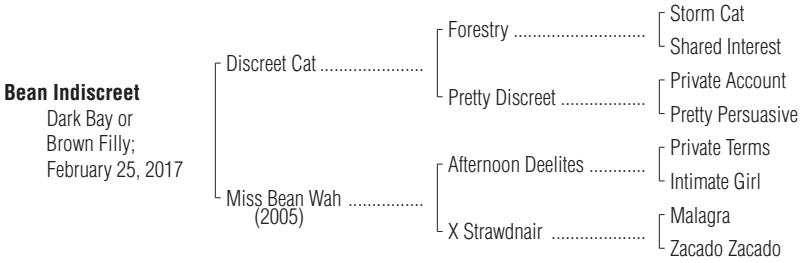 Bean Indiscreet
Dark Bay or
Brown Filly;
February 25, 2017
Discreet Cat ......................
Miss Bean Wah ................
(2005)
Forestry ............................
Pretty Discreet ..................
Afternoon Deelites ............
X Strawdnair ....................
Storm Cat
Shared Interest
Private Account
Pretty Persuasive
Private Terms
Intimate Girl
Malagra
Zacado Zacado